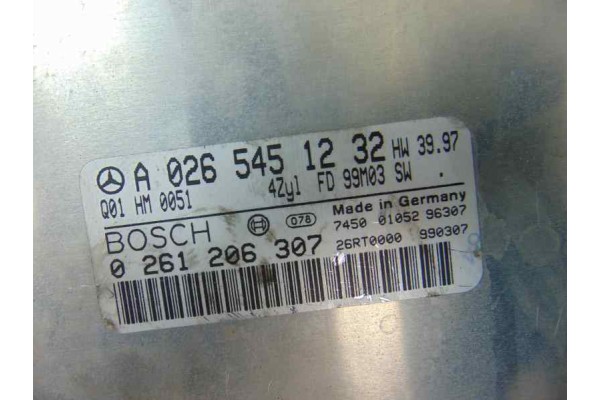 A 026 545 12 32 HW 39.97
Q01 HM 0051 4Zyl FD 99M03 SW .
BOSCH 078 Made in Germany
7450 01052 96307
0 261 206 307 26RT0000 990307